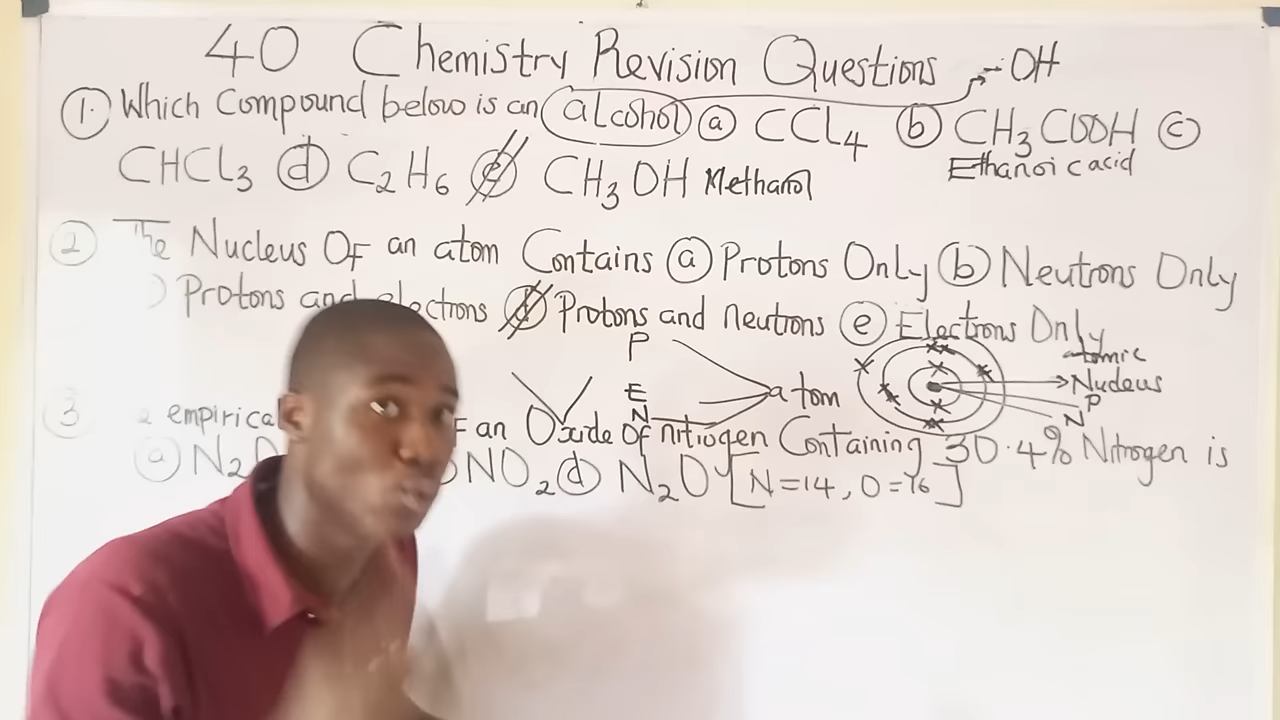 40 Chemistry Revision Questions -OH
1. Which Compound below is an alcohol (a) CCL4 (b) CH3COOH (c)
Ethanoic acid
CHCL3 (d) C2H6 (e) CH3OH Methanol
2 The Nucleus Of an atom Contains (a) Protons Only (b) Neutrons Only
) Protons and electrons (d) Protons and neutrons (e) Electrons Only
P
E
N
atom
atomic
Nucleus
P
N
3 empirical F an Oxide Of nitrogen Containing 30.4% Nitrogen is
(a) N2O ) NO2 (d) N2O [N=14, O=16]